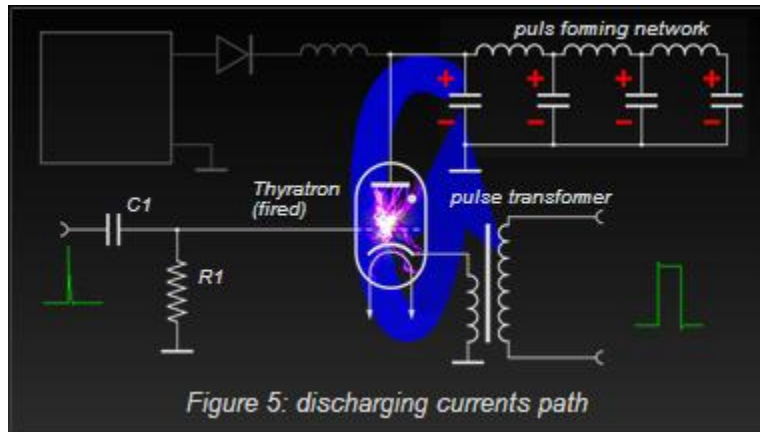 puls forming network
+ + + +
− − − −
Thyratron
(fired)
C1
pulse transformer
R1
Figure 5: discharging currents path